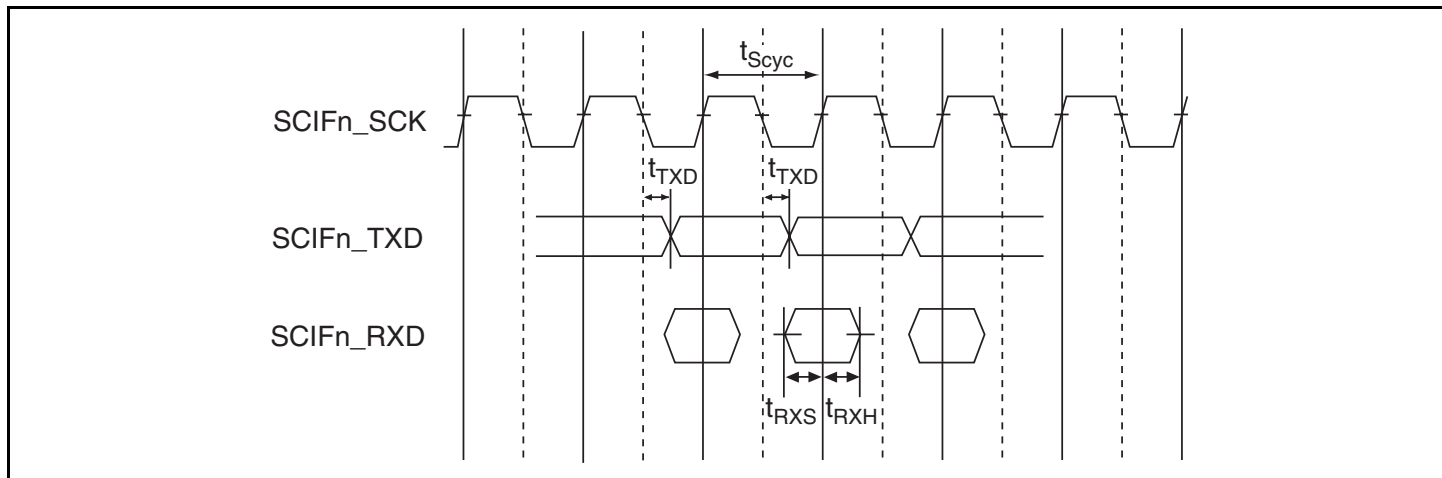 tScyc
SCIFn_SCK
tTXD tTXD
SCIFn_TXD
SCIFn_RXD
tRXS tRXH